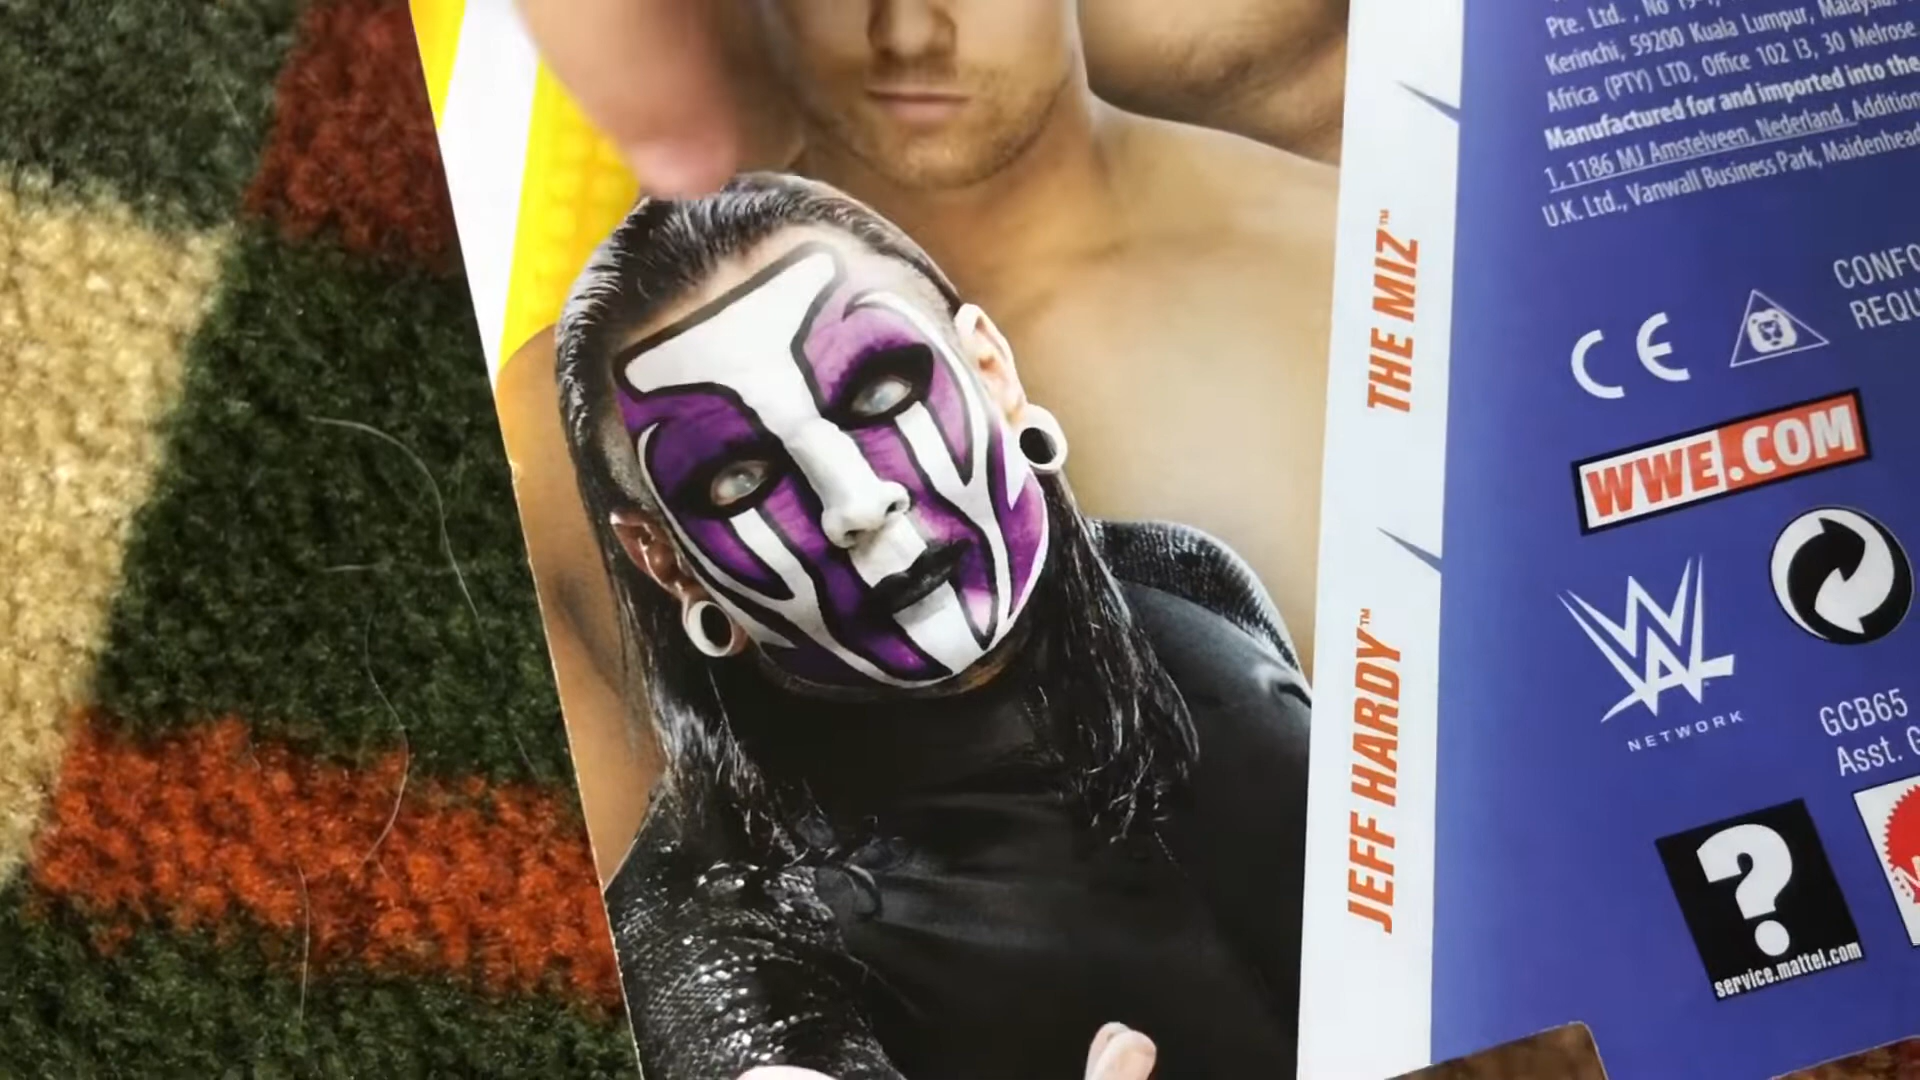 Pte. Ltd., No
Kerinchi, 59200 Kuala Lumpur, Malaysia.
Africa (PTY) LTD, Office 102 I3, 30 Melrose
Manufactured for and imported into the
1, 1186 MJ Amstelveen, Nederland. Addition
U.K. Ltd., Vanwall Business Park, Maidenhead
THE MIZ™
JEFF HARDY™
CONFO
REQU
CE
WWE.COM
W
NETWORK
GCB65
Asst. G
?
service.mattel.com